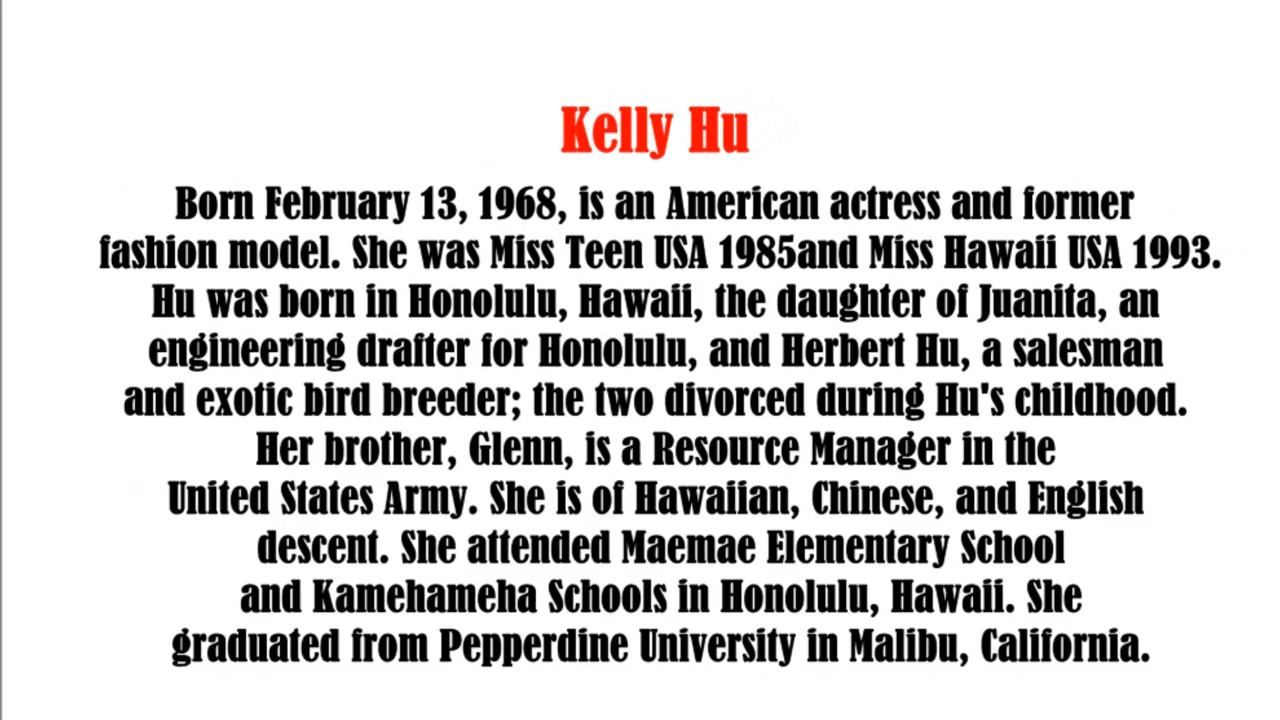 Kelly Hu
Born February 13, 1968, is an American actress and former
fashion model. She was Miss Teen USA 1985and Miss Hawaii USA 1993.
Hu was born in Honolulu, Hawaii, the daughter of Juanita, an
engineering drafter for Honolulu, and Herbert Hu, a salesman
and exotic bird breeder; the two divorced during Hu's childhood.
Her brother, Glenn, is a Resource Manager in the
United States Army. She is of Hawaiian, Chinese, and English
descent. She attended Maemae Elementary School
and Kamehameha Schools in Honolulu, Hawaii. She
graduated from Pepperdine University in Malibu, California.